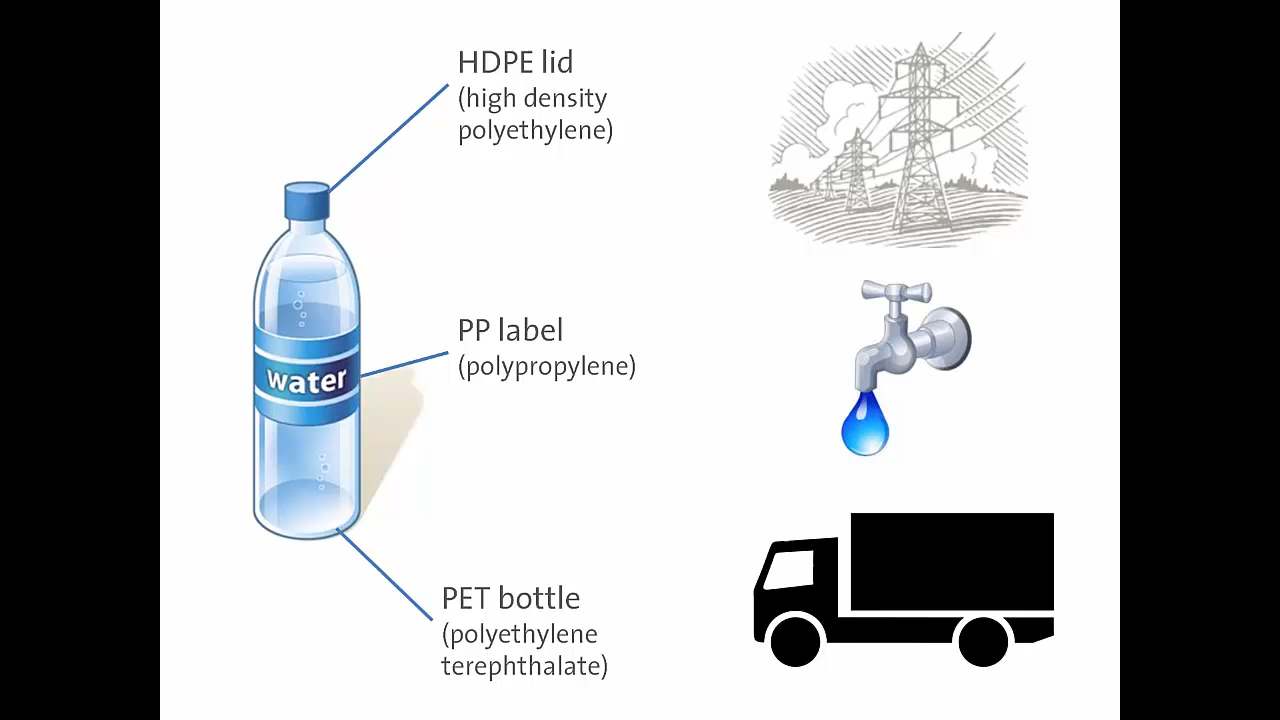 HDPE lid
(high density
polyethylene)
PP label
(polypropylene)
water
PET bottle
(polyethylene
terephthalate)